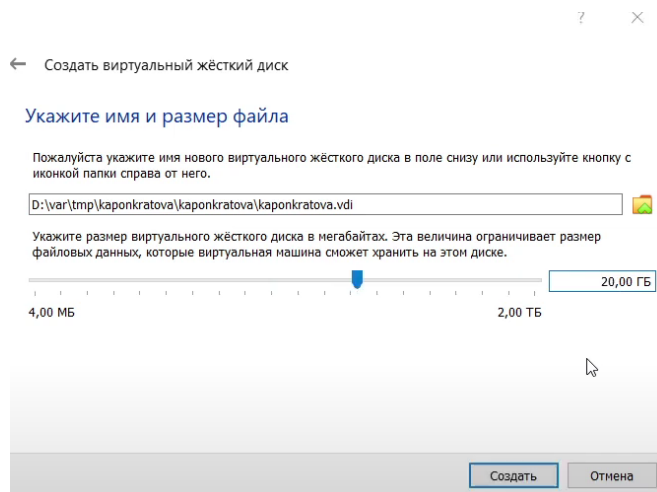 ?
Создать виртуальный жёсткий диск
Укажите имя и размер файла
Пожалуйста укажите имя нового виртуального жёсткого диска в поле снизу или используйте кнопку с
иконкой папки справа от него.
D:\var\tmp\kaponkratova\kaponkratova\kaponkratova.vdi
Укажите размер виртуального жёсткого диска в мегабайтах. Эта величина ограничивает размер
файловых данных, которые виртуальная машина сможет хранить на этом диске.
20,00 ГБ
4,00 МБ 2,00 ТБ
Создать Отмена